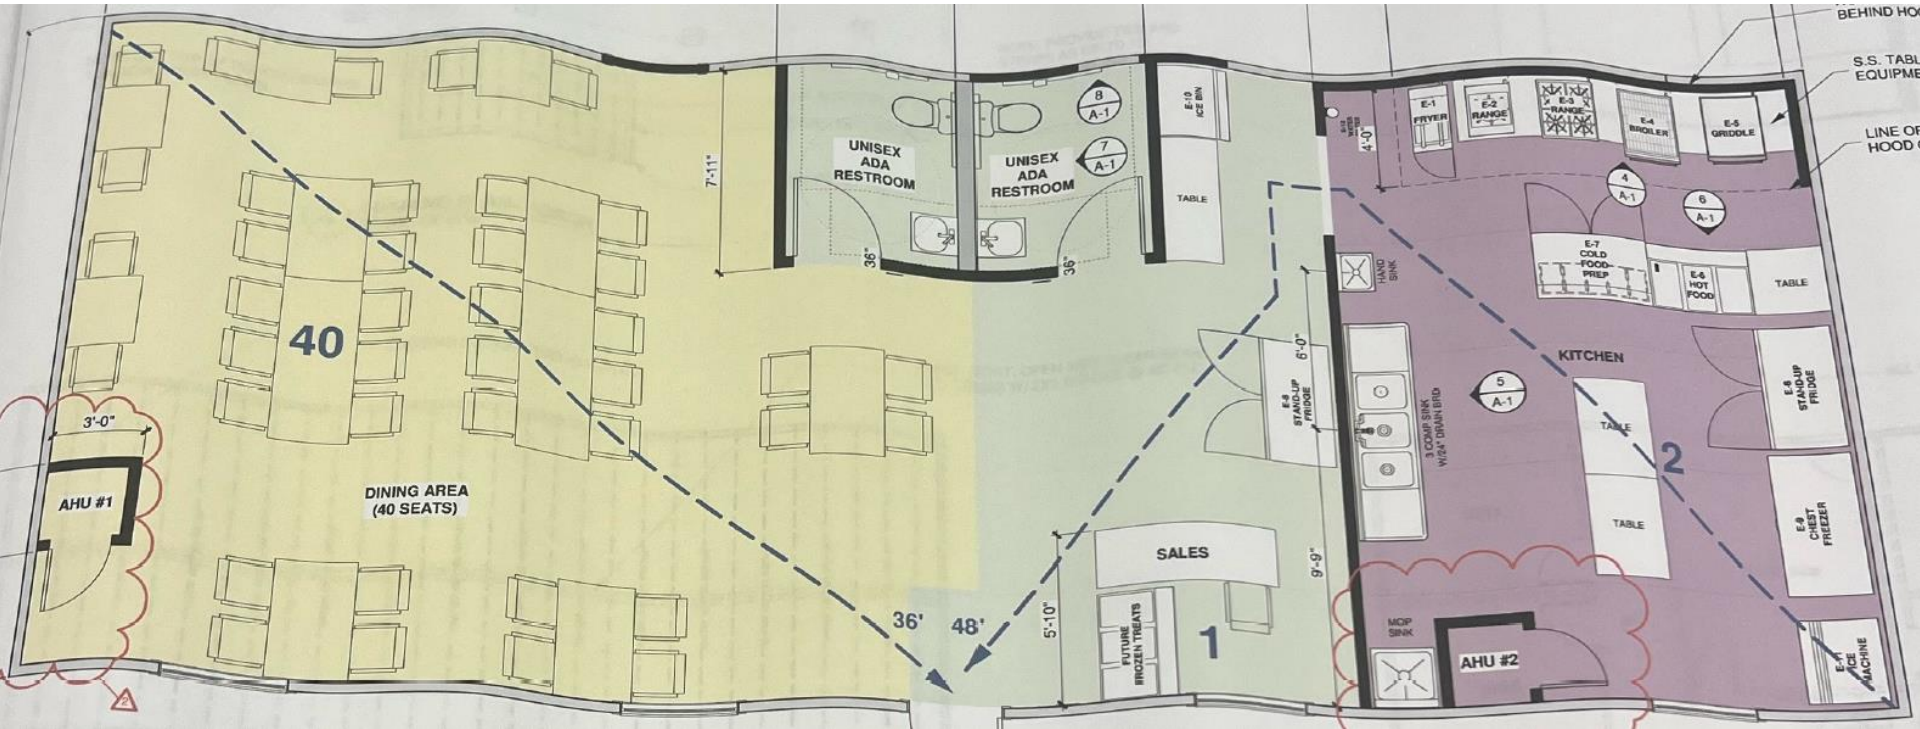 BEHIND HOO
S.S. TABL
EQUIPME
LINE OF
HOOD
7'-11"
UNISEX
ADA
RESTROOM
36"
UNISEX
ADA
RESTROOM
36"
8
A-1
7
A-1
E-10
ICE BIN
TABLE
4'-0"
E-1
FRYER
E-2
RANGE
E-3
RANGE
E-4
BROILER
E-5
GRIDDLE
4
A-1
6
A-1
E-7
COLD
FOOD
PREP
E-6
HOT
FOOD
TABLE
HAND
SINK
KITCHEN
5
A-1
6'-0"
E-8
STAND-UP
FRIDGE
3 COMP SINK
W/24" DRAIN BRD
TABLE
TABLE
2
E-8
STAND-UP
FRIDGE
E-9
CHEST
FREEZER
ICE
MACHINE
40
3'-0"
AHU #1
DINING AREA
(40 SEATS)
2
36'
48'
5'-10"
SALES
9'-9"
FUTURE
FROZEN TREATS
1
MOP
SINK
AHU #2